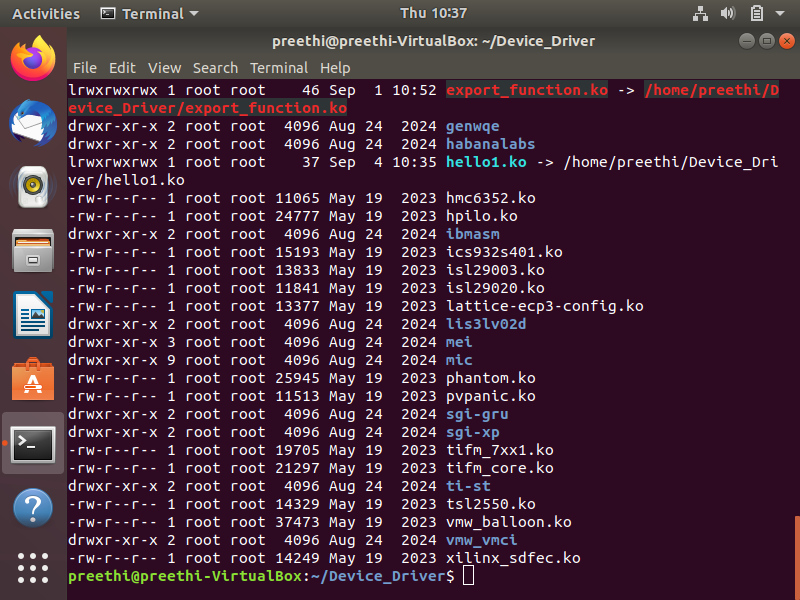 Activities Terminal Thu 10:37
preethi@preethi-VirtualBox: ~/Device_Driver
File Edit View Search Terminal Help
lrwxrwxrwx 1 root root    46 Sep  1 10:52 export_function.ko -> /home/preethi/D
evice_Driver/export_function.ko
drwxr-xr-x 2 root root  4096 Aug 24  2024 genwqe
drwxr-xr-x 2 root root  4096 Aug 24  2024 habanalabs
lrwxrwxrwx 1 root root    37 Sep  4 10:35 hello1.ko -> /home/preethi/Device_Dri
ver/hello1.ko
-rw-r--r-- 1 root root 11065 May 19  2023 hmc6352.ko
-rw-r--r-- 1 root root 24777 May 19  2023 hpilo.ko
drwxr-xr-x 2 root root  4096 Aug 24  2024 ibmasm
-rw-r--r-- 1 root root 15193 May 19  2023 ics932s401.ko
-rw-r--r-- 1 root root 13833 May 19  2023 isl29003.ko
-rw-r--r-- 1 root root 11841 May 19  2023 isl29020.ko
-rw-r--r-- 1 root root 13377 May 19  2023 lattice-ecp3-config.ko
drwxr-xr-x 2 root root  4096 Aug 24  2024 lis3lv02d
drwxr-xr-x 3 root root  4096 Aug 24  2024 mei
drwxr-xr-x 9 root root  4096 Aug 24  2024 mic
-rw-r--r-- 1 root root 25945 May 19  2023 phantom.ko
-rw-r--r-- 1 root root 11513 May 19  2023 pvpanic.ko
drwxr-xr-x 2 root root  4096 Aug 24  2024 sgi-gru
drwxr-xr-x 2 root root  4096 Aug 24  2024 sgi-xp
-rw-r--r-- 1 root root 19705 May 19  2023 tifm_7xx1.ko
-rw-r--r-- 1 root root 21297 May 19  2023 tifm_core.ko
drwxr-xr-x 2 root root  4096 Aug 24  2024 ti-st
-rw-r--r-- 1 root root 14329 May 19  2023 tsl2550.ko
-rw-r--r-- 1 root root 37473 May 19  2023 vmw_balloon.ko
drwxr-xr-x 2 root root  4096 Aug 24  2024 vmw_vmci
-rw-r--r-- 1 root root 14249 May 19  2023 xilinx_sdfec.ko
preethi@preethi-VirtualBox:~/Device_Driver$